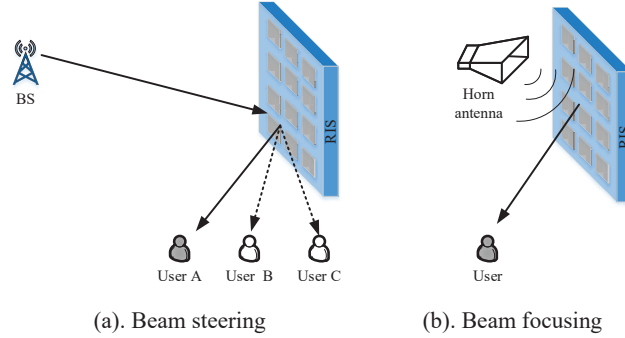 BS
RIS
User A
User B
User C
(a). Beam steering
Horn
antenna
RIS
User
(b). Beam focusing